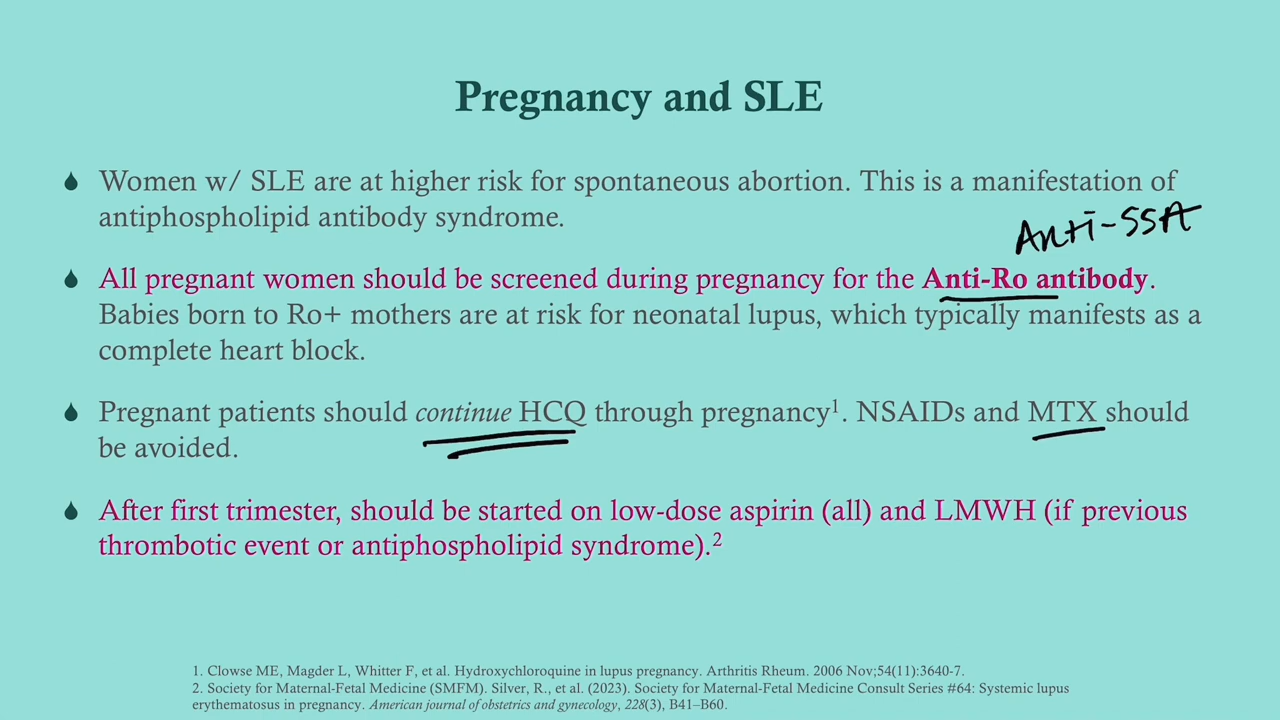 Pregnancy and SLE
Women w/ SLE are at higher risk for spontaneous abortion. This is a manifestation of
antiphospholipid antibody syndrome.
Anti-SSA
All pregnant women should be screened during pregnancy for the Anti-Ro antibody.
Babies born to Ro+ mothers are at risk for neonatal lupus, which typically manifests as a
complete heart block.
Pregnant patients should continue HCQ through pregnancy¹. NSAIDs and MTX should
be avoided.
After first trimester, should be started on low-dose aspirin (all) and LMWH (if previous
thrombotic event or antiphospholipid syndrome).²
1. Clowse ME, Magder L, Whitter F, et al. Hydroxychloroquine in lupus pregnancy. Arthritis Rheum. 2006 Nov;54(11):3640-7.
2. Society for Maternal-Fetal Medicine (SMFM). Silver, R., et al. (2023). Society for Maternal-Fetal Medicine Consult Series #64: Systemic lupus
erythematosus in pregnancy. American journal of obstetrics and gynecology, 228(3), B41–B60.